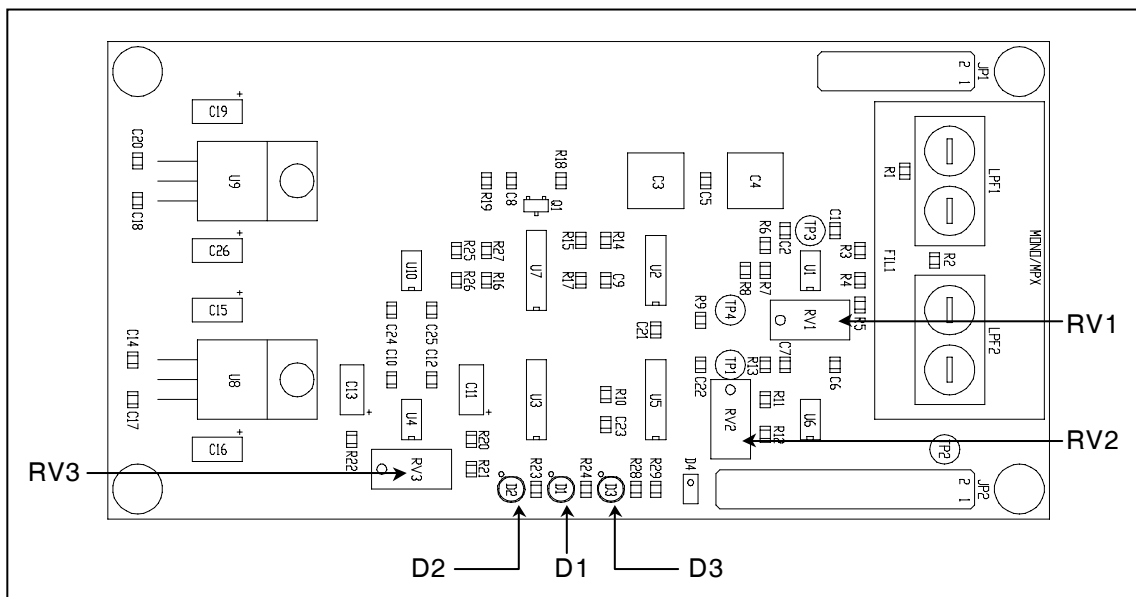 2 1
JP1
C19
+
C20
U9
C18
C26
+
R18
R19
C8
Q1
C3
C5
C4
R1
LPF1
MONO/MPX
FIL1
R2
TP3
C1
C2
R6
R3
R4
R5
U1
R7
R8
R15
R14
R17
C9
U7
U2
R25
R27
R26
R16
U10
C24
C25
C10
C12
C15
+
C14
U8
C17
C16
+
C13
+
C11
+
U4
U3
U5
C21
R9
TP4
RV1
RV1
TP1
R13
C7
C6
C22
LPF2
R10
C23
RV2
R11
R12
U6
RV2
TP2
R22
RV3
RV3
R20
R21
D2
R23
D1
R24
D3
R28
R29
D4
2 1
JP2
D2
D1
D3